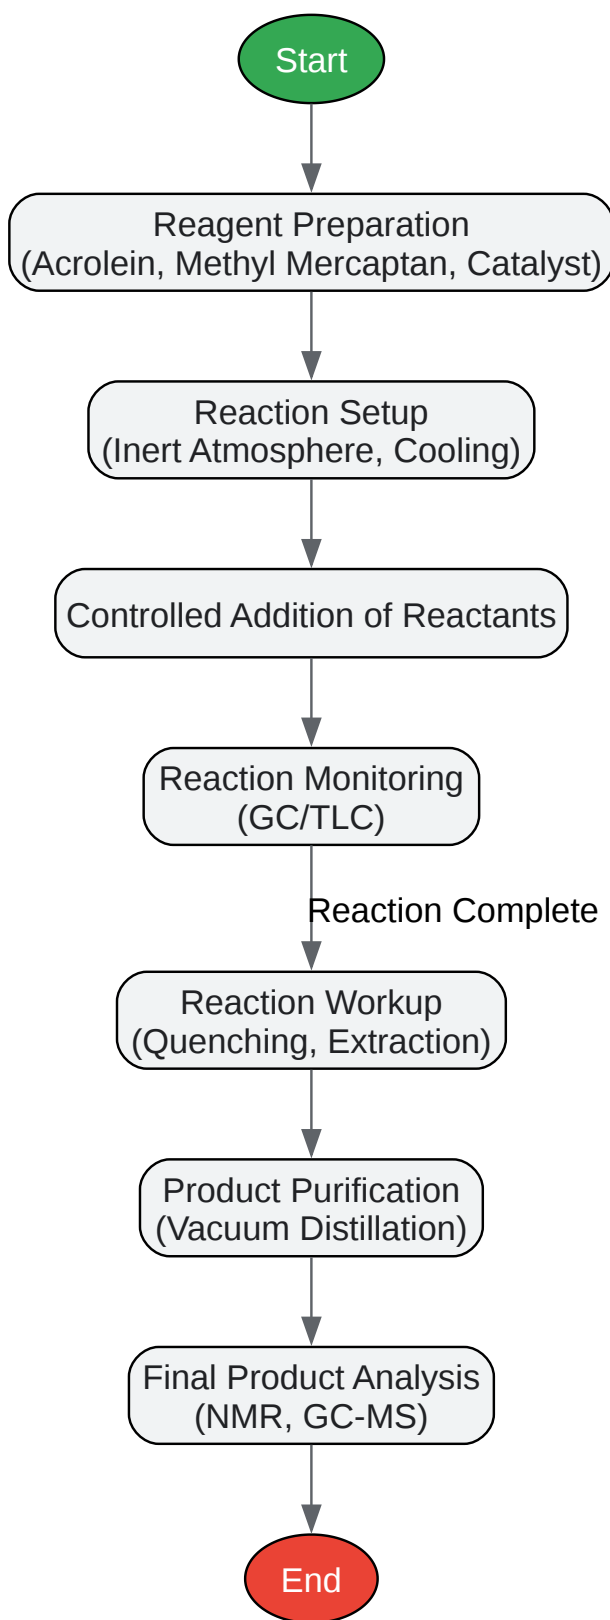 Start
Reagent Preparation
(Acrolein, Methyl Mercaptan, Catalyst)
Reaction Setup
(Inert Atmosphere, Cooling)
Controlled Addition of Reactants
Reaction Monitoring
(GC/TLC)
Reaction Complete
Reaction Workup
(Quenching, Extraction)
Product Purification
(Vacuum Distillation)
Final Product Analysis
(NMR, GC-MS)
End